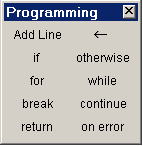 Programming
Add Line ←
if otherwise
for while
break continue
return on error